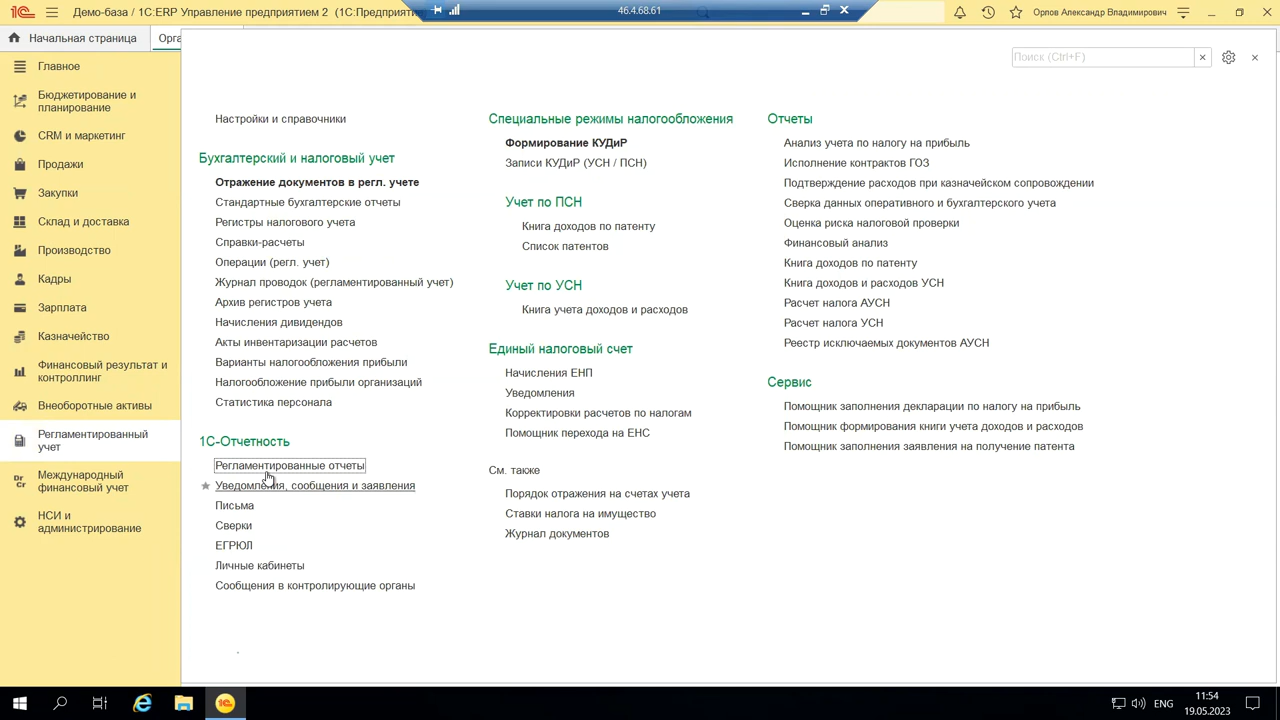 Демо-база / 1С:ERP Управление предприятием 2 (1С:Предприяти
46.4.68.61
Орлов Александр Владимирович
Начальная страница
Орга
Поиск (Ctrl+F)
Главное
Бюджетирование и
планирование
CRM и маркетинг
Продажи
Закупки
Склад и доставка
Производство
Кадры
Зарплата
Казначейство
Финансовый результат и
контроллинг
Внеоборотные активы
Регламентированный
учет
Международный
финансовый учет
НСИ и
администрирование
Настройки и справочники
Бухгалтерский и налоговый учет
Отражение документов в регл. учете
Стандартные бухгалтерские отчеты
Регистры налогового учета
Справки-расчеты
Операции (регл. учет)
Журнал проводок (регламентированный учет)
Архив регистров учета
Начисления дивидендов
Акты инвентаризации расчетов
Варианты налогообложения прибыли
Налогообложение прибыли организаций
Статистика персонала
1С-Отчетность
Регламентированные отчеты
Уведомления, сообщения и заявления
Письма
Сверки
ЕГРЮЛ
Личные кабинеты
Сообщения в контролирующие органы
Специальные режимы налогообложения
Формирование КУДиР
Записи КУДиР (УСН / ПСН)
Учет по ПСН
Книга доходов по патенту
Список патентов
Учет по УСН
Книга учета доходов и расходов
Единый налоговый счет
Начисления ЕНП
Уведомления
Корректировки расчетов по налогам
Помощник перехода на ЕНС
См. также
Порядок отражения на счетах учета
Ставки налога на имущество
Журнал документов
Отчеты
Анализ учета по налогу на прибыль
Исполнение контрактов ГОЗ
Подтверждение расходов при казначейском сопровождении
Сверка данных оперативного и бухгалтерского учета
Оценка риска налоговой проверки
Финансовый анализ
Книга доходов по патенту
Книга доходов и расходов УСН
Расчет налога АУСН
Расчет налога УСН
Реестр исключаемых документов АУСН
Сервис
Помощник заполнения декларации по налогу на прибыль
Помощник формирования книги учета доходов и расходов
Помощник заполнения заявления на получение патента
ENG
11:54
19.05.2023